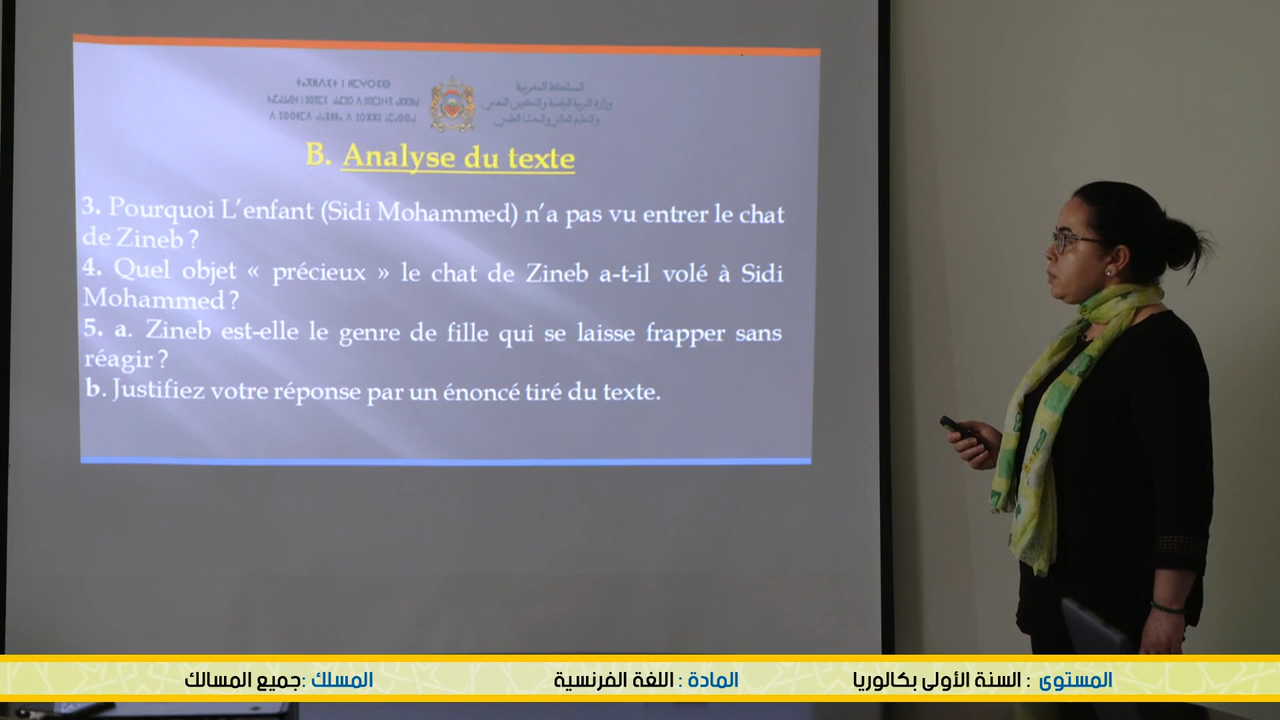 المملكة المغربية
B. Analyse du texte
3. Pourquoi L'enfant (Sidi Mohammed) n'a pas vu entrer le chat
de Zineb ?
4. Quel objet « précieux » le chat de Zineb a-t-il volé à Sidi
Mohammed ?
5. a. Zineb est-elle le genre de fille qui se laisse frapper sans
réagir ?
b. Justifiez votre réponse par un énoncé tiré du texte.
المستوى : السنة الأولى بكالوريا المادة : اللغة الفرنسية المسلك :جميع المسالك